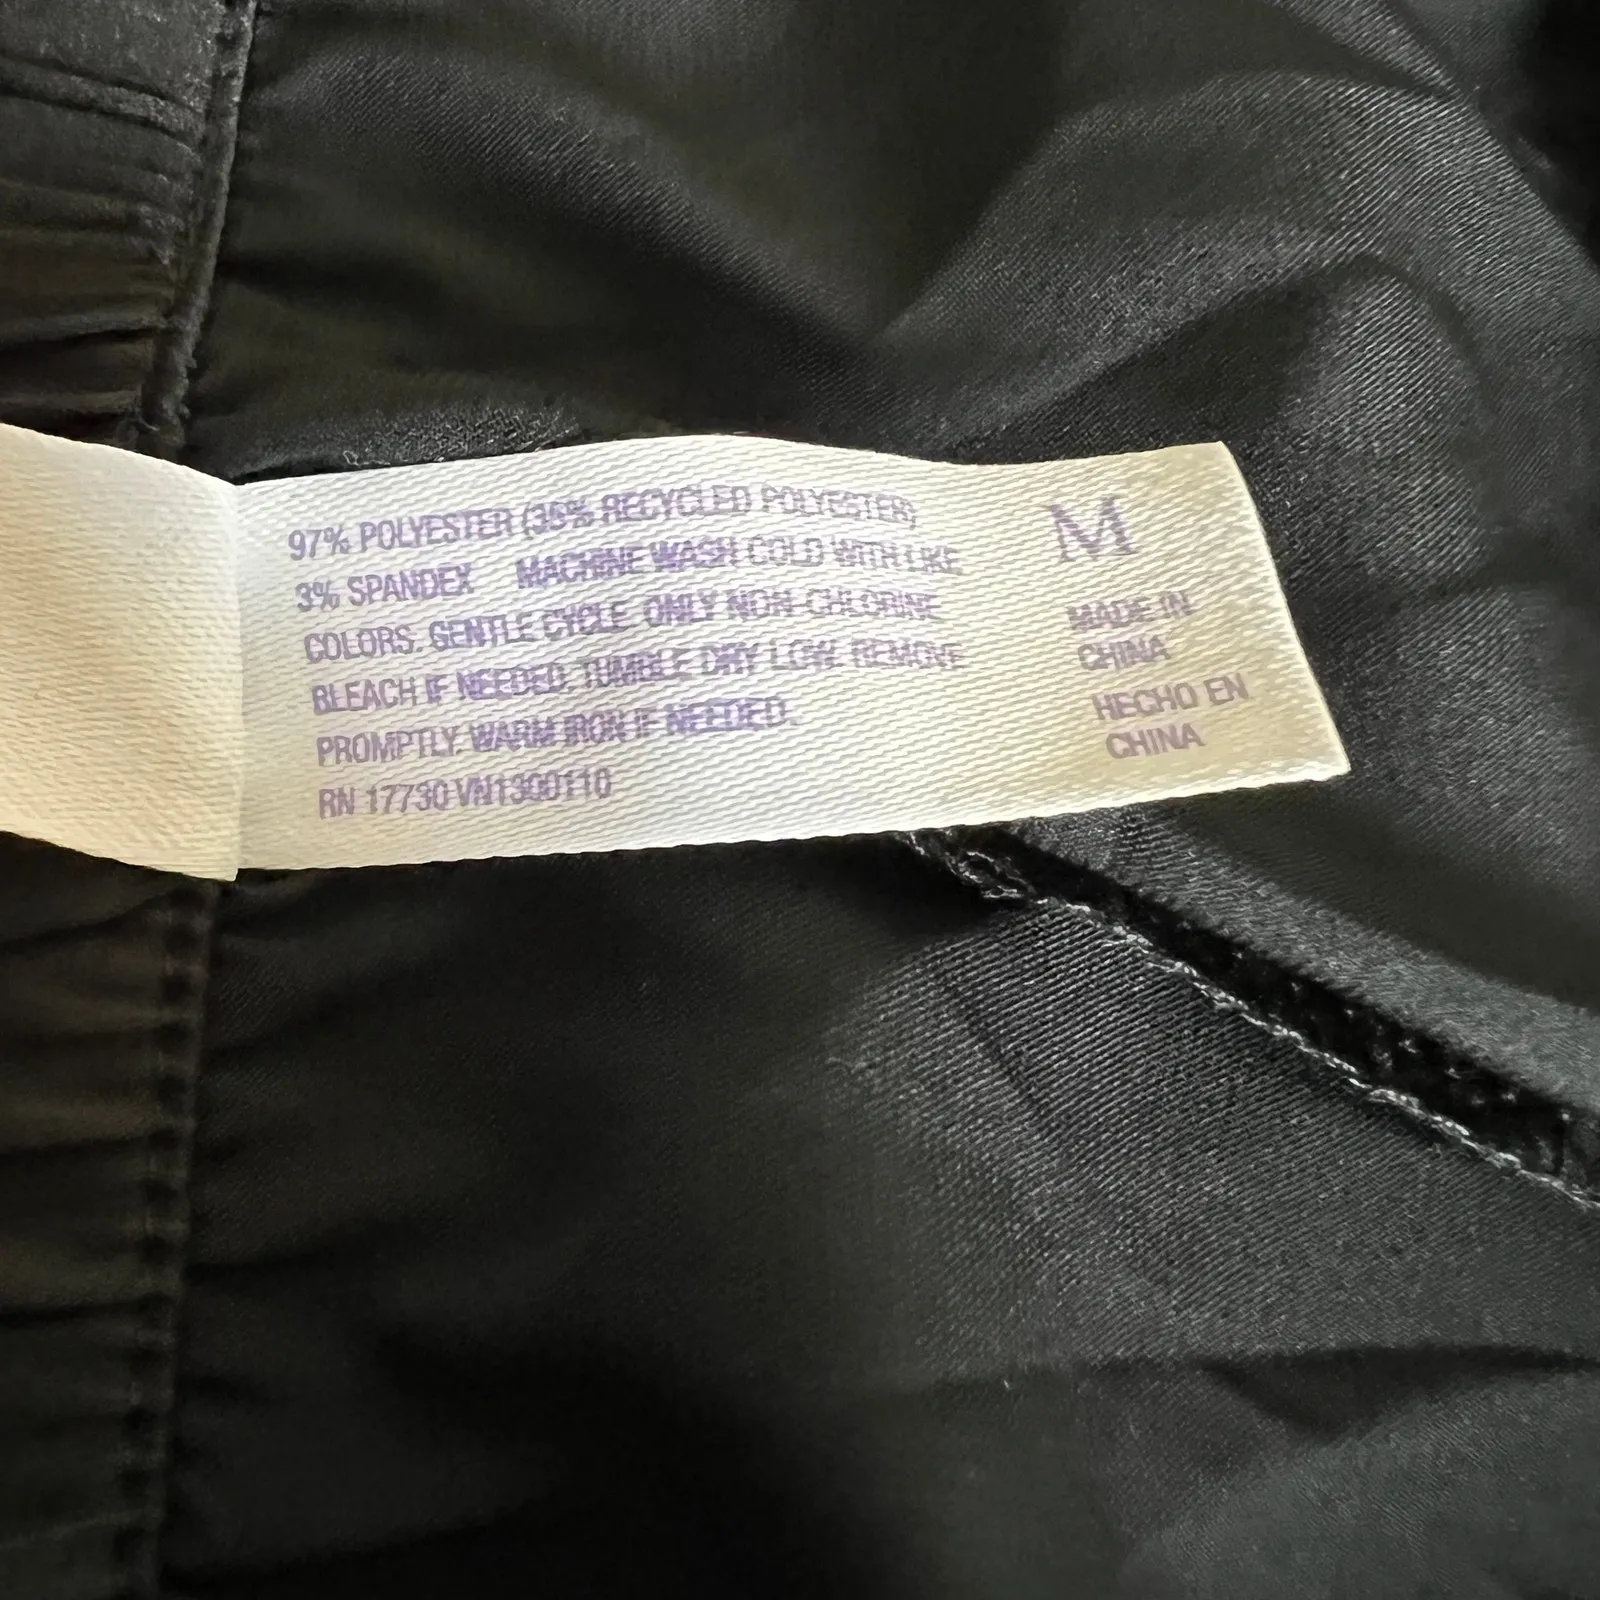 97% POLYESTER (35% RECYCLED POLYESTER)
3% SPANDEX MACHINE WASH COLD WITH LIKE
COLORS. GENTLE CYCLE. ONLY NON-CHLORINE
BLEACH IF NEEDED. TUMBLE DRY LOW. REMOVE
PROMPTLY. WARM IRON IF NEEDED.
RN 17730 VN1300110
M
MADE IN
CHINA
HECHO EN
CHINA